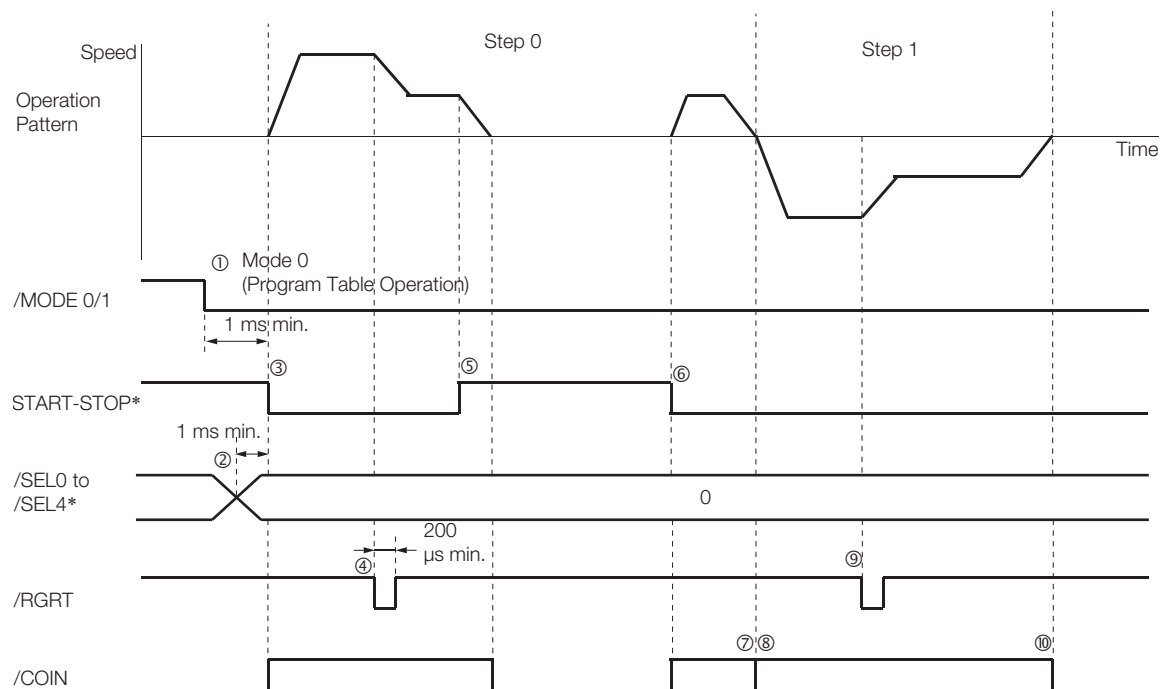 Step 0
Step 1
Speed
Operation
Pattern
Time
① Mode 0
(Program Table Operation)
/MODE 0/1
1 ms min.
③
⑤
⑥
START-STOP*
1 ms min.
②
/SEL0 to
/SEL4*
0
200
µs min.
④
⑨
/RGRT
⑦
⑧
⑩
/COIN